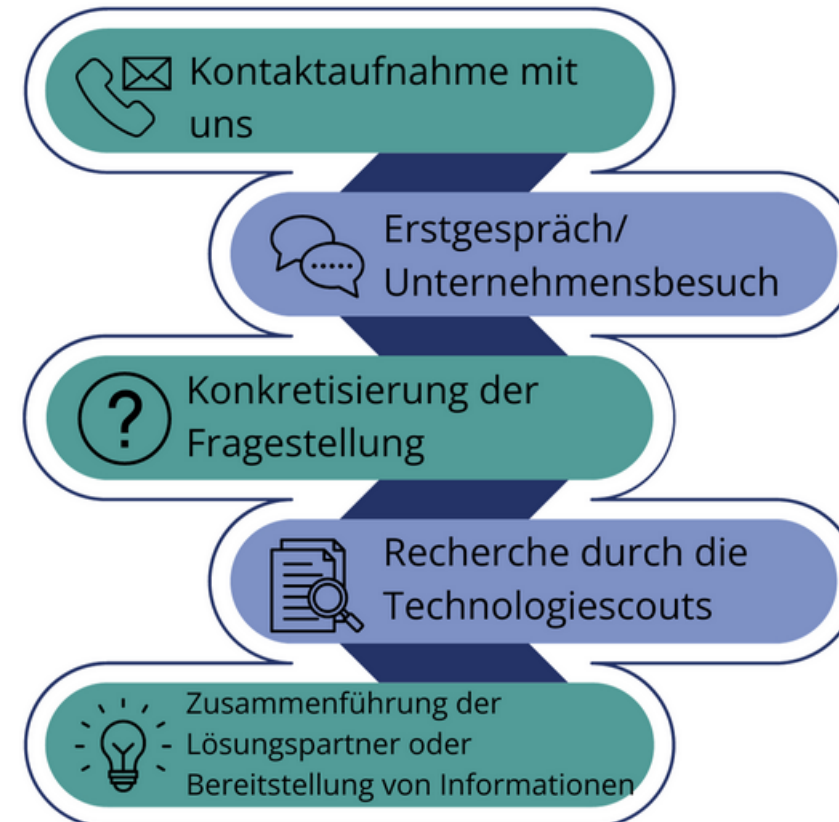 Kontaktaufnahme mit
uns
Erstgespräch/
Unternehmensbesuch
?
Konkretisierung der
Fragestellung
Recherche durch die
Technologiescouts
Zusammenführung der
Lösungspartner oder
Bereitstellung von Informationen